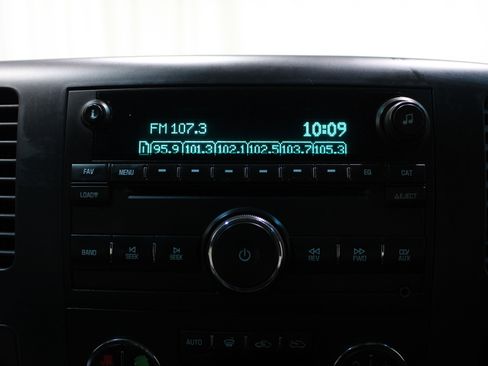 FM 107.3 10:09
1 95.9 101.3 102.1 102.5 103.7 105.3
FAV MENU EQ CAT
LOAD EJECT
BAND SEEK SEEK REV FWD AUX
AUTO